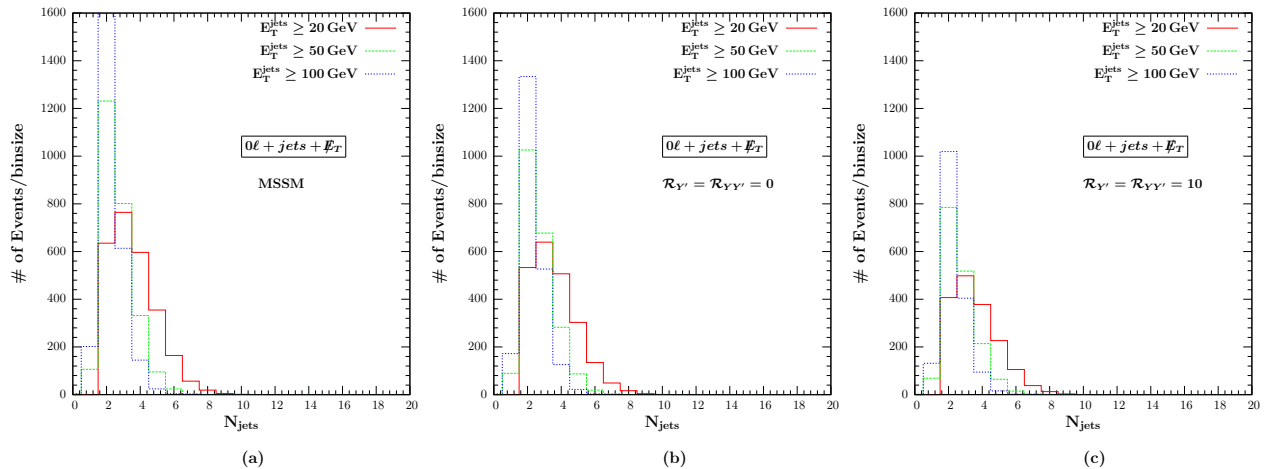 # of Events/binsize
1600
1400
1200
1000
800
600
400
200
0
E_T^jets ≥ 20 GeV
E_T^jets ≥ 50 GeV
E_T^jets ≥ 100 GeV
0ℓ + jets + E̸_T
MSSM
0 2 4 6 8 10 12 14 16 18 20
N_jets
(a)
# of Events/binsize
1600
1400
1200
1000
800
600
400
200
0
E_T^jets ≥ 20 GeV
E_T^jets ≥ 50 GeV
E_T^jets ≥ 100 GeV
0ℓ + jets + E̸_T
R_Y′ = R_YY′ = 0
0 2 4 6 8 10 12 14 16 18 20
N_jets
(b)
# of Events/binsize
1600
1400
1200
1000
800
600
400
200
0
E_T^jets ≥ 20 GeV
E_T^jets ≥ 50 GeV
E_T^jets ≥ 100 GeV
0ℓ + jets + E̸_T
R_Y′ = R_YY′ = 10
0 2 4 6 8 10 12 14 16 18 20
N_jets
(c)